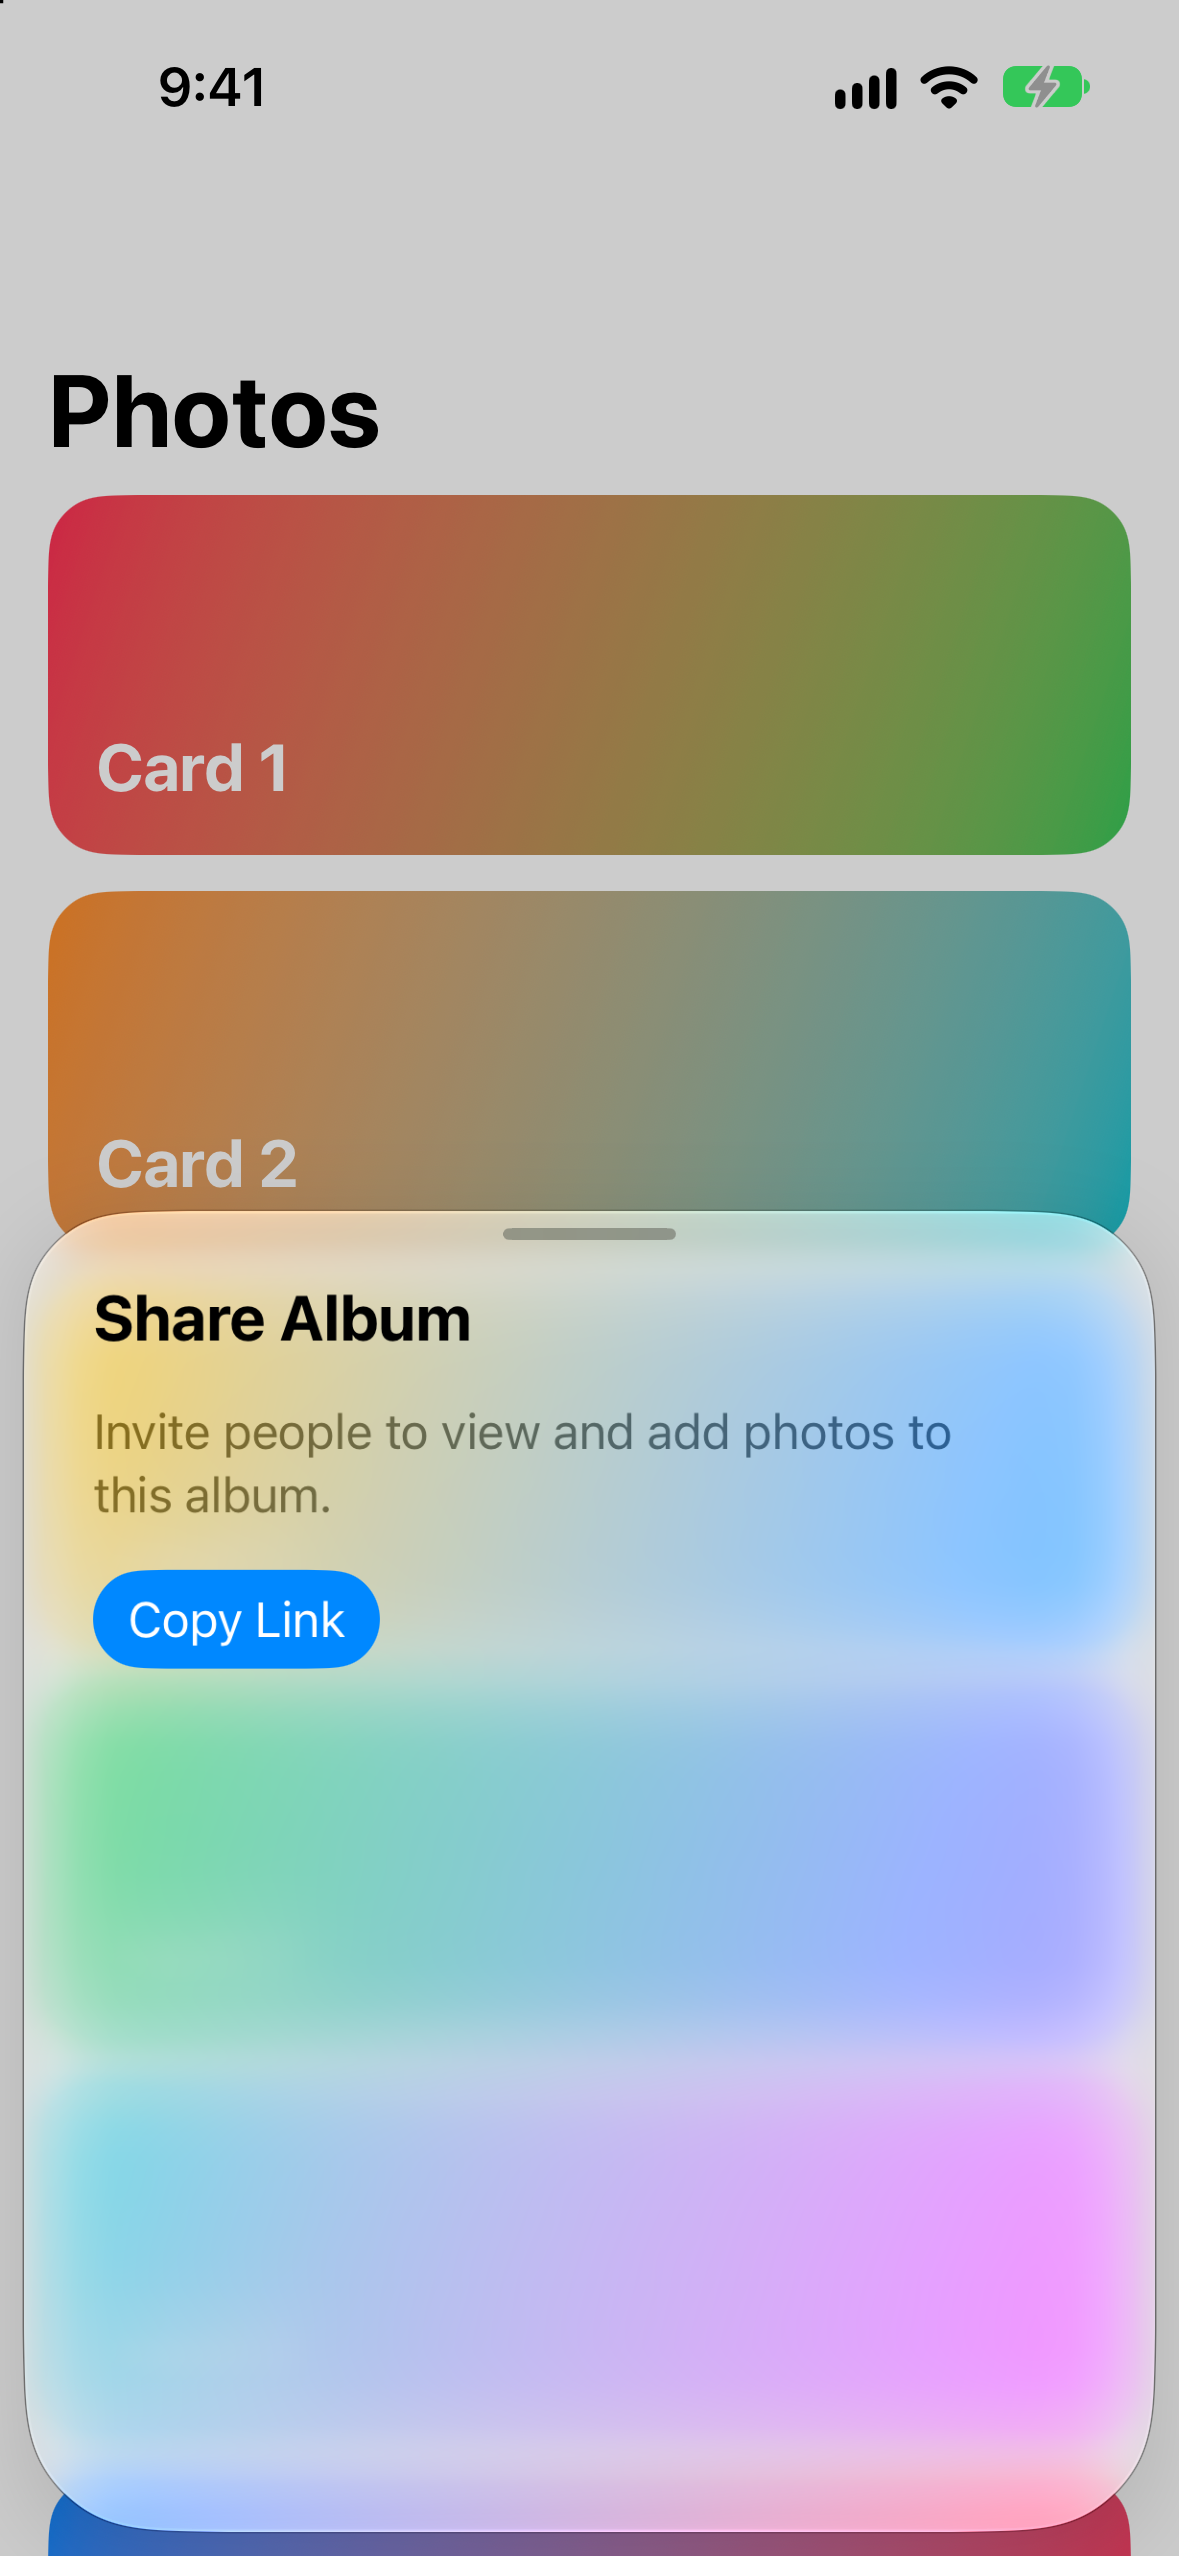 9:41
Photos
Card 1
Card 2
Share Album
Invite people to view and add photos to
this album.
Copy Link